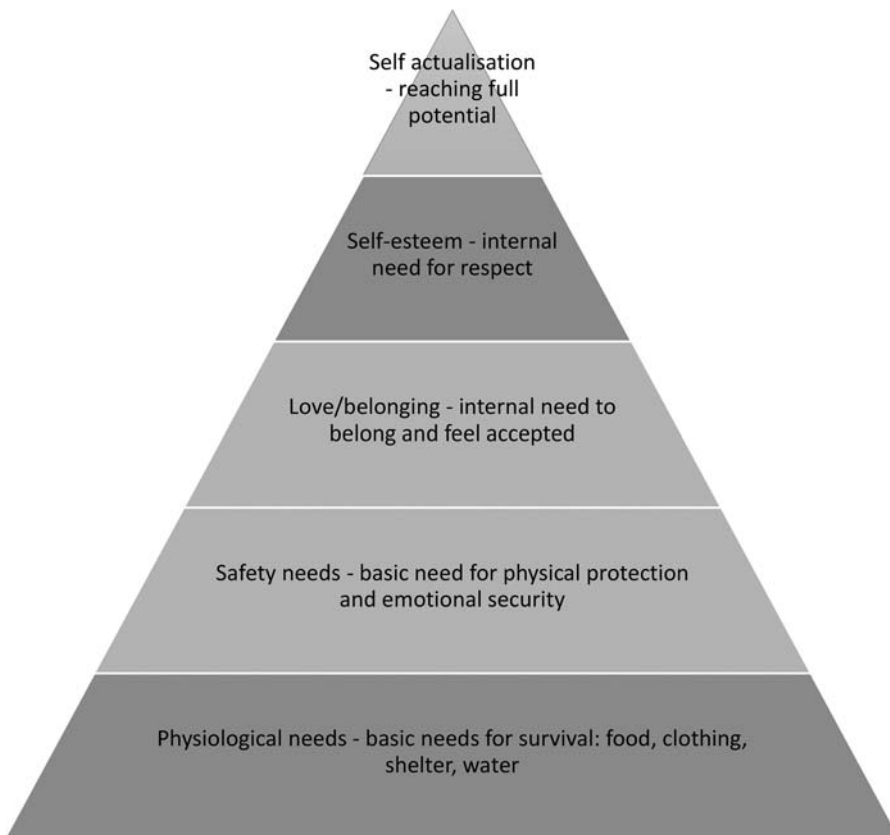 Self actualisation
- reaching full
potential
Self-esteem - internal
need for respect
Love/belonging - internal need to
belong and feel accepted
Safety needs - basic need for physical protection
and emotional security
Physiological needs - basic needs for survival: food, clothing,
shelter, water